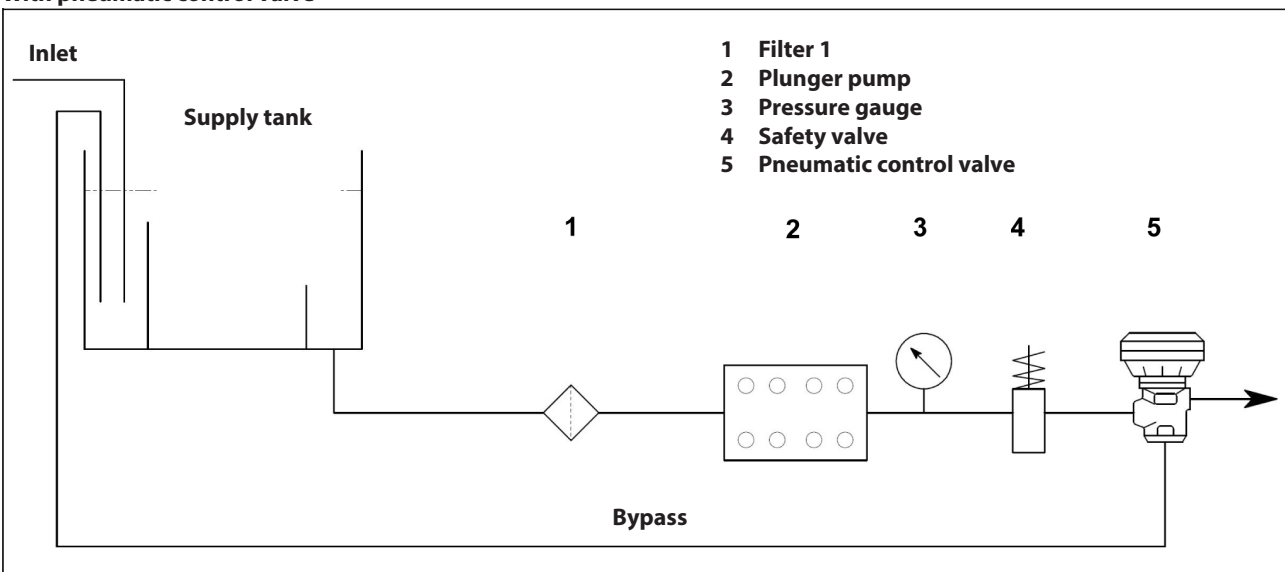 Inlet
Supply tank
1 Filter 1
2 Plunger pump
3 Pressure gauge
4 Safety valve
5 Pneumatic control valve
1 2 3 4 5
Bypass